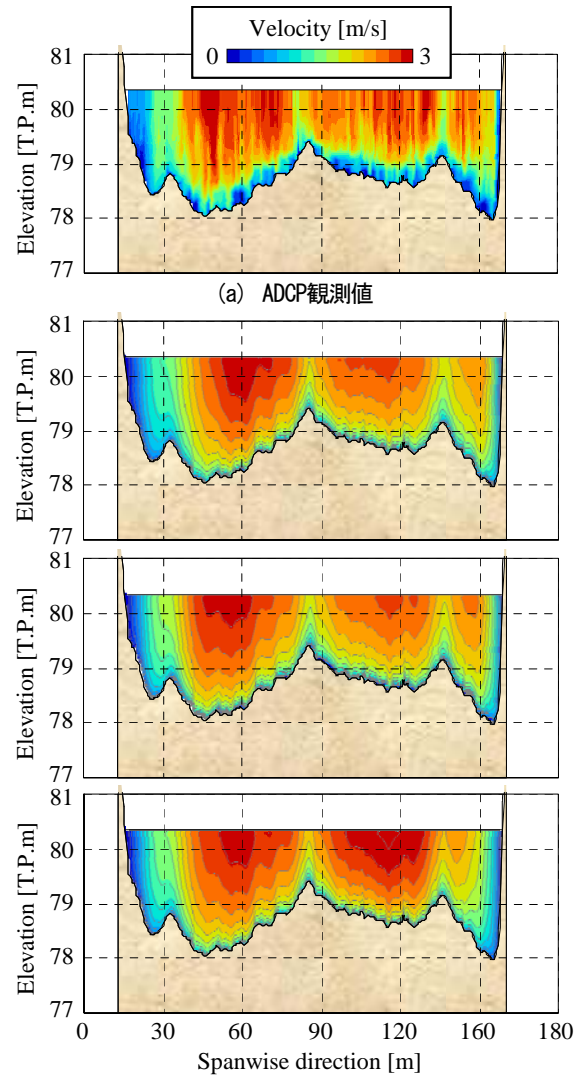 Velocity [m/s]
0 3
Elevation [T.P.m]
81
80
79
78
77
(a) ADCP観測値
Elevation [T.P.m]
81
80
79
78
77
Elevation [T.P.m]
81
80
79
78
77
Elevation [T.P.m]
81
80
79
78
77
0 30 60 90 120 160 180
Spanwise direction [m]